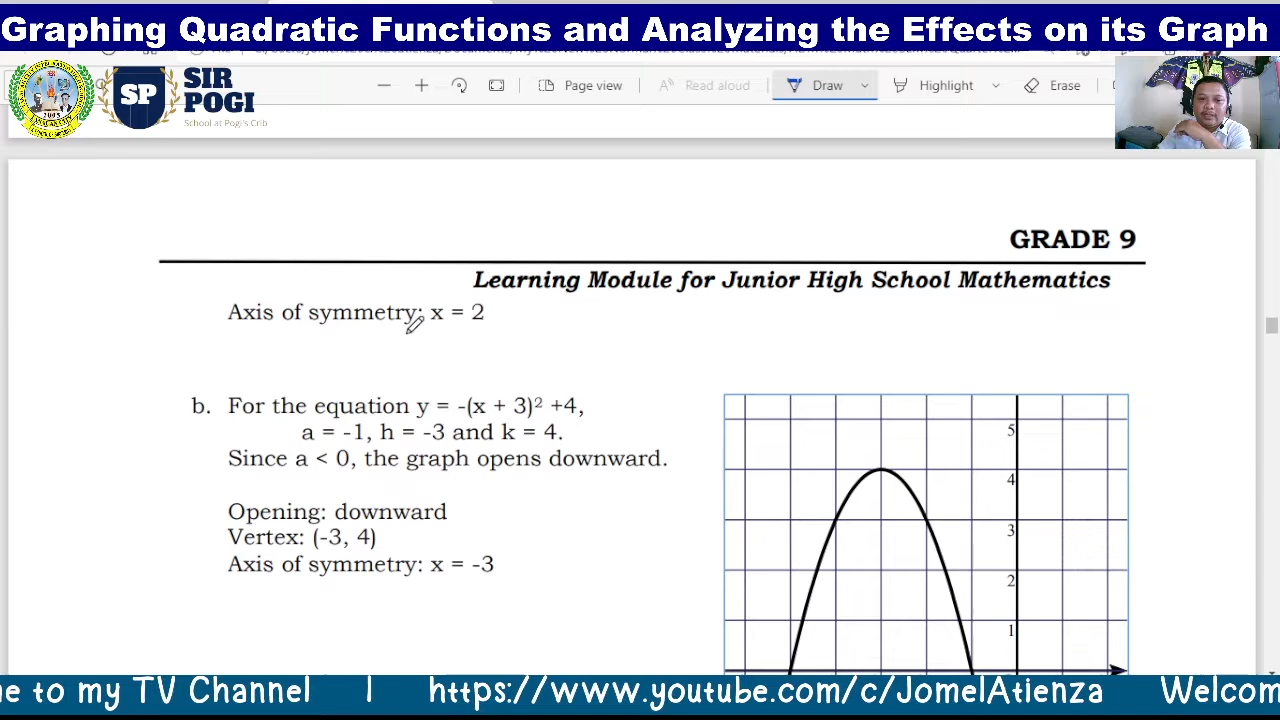 Graphing Quadratic Functions and Analyzing the Effects on its Graph
SP
SIR POGI
School at Pogi's Crib
2008
Page view
Read aloud
Draw
Highlight
Erase
GRADE 9
Learning Module for Junior High School Mathematics
Axis of symmetry: x = 2
b. For the equation y = -(x + 3)² +4,
a = -1, h = -3 and k = 4.
Since a < 0, the graph opens downward.
Opening: downward
Vertex: (-3, 4)
Axis of symmetry: x = -3
5
4
3
2
1
e to my TV Channel | https://www.youtube.com/c/JomelAtienza Welcom